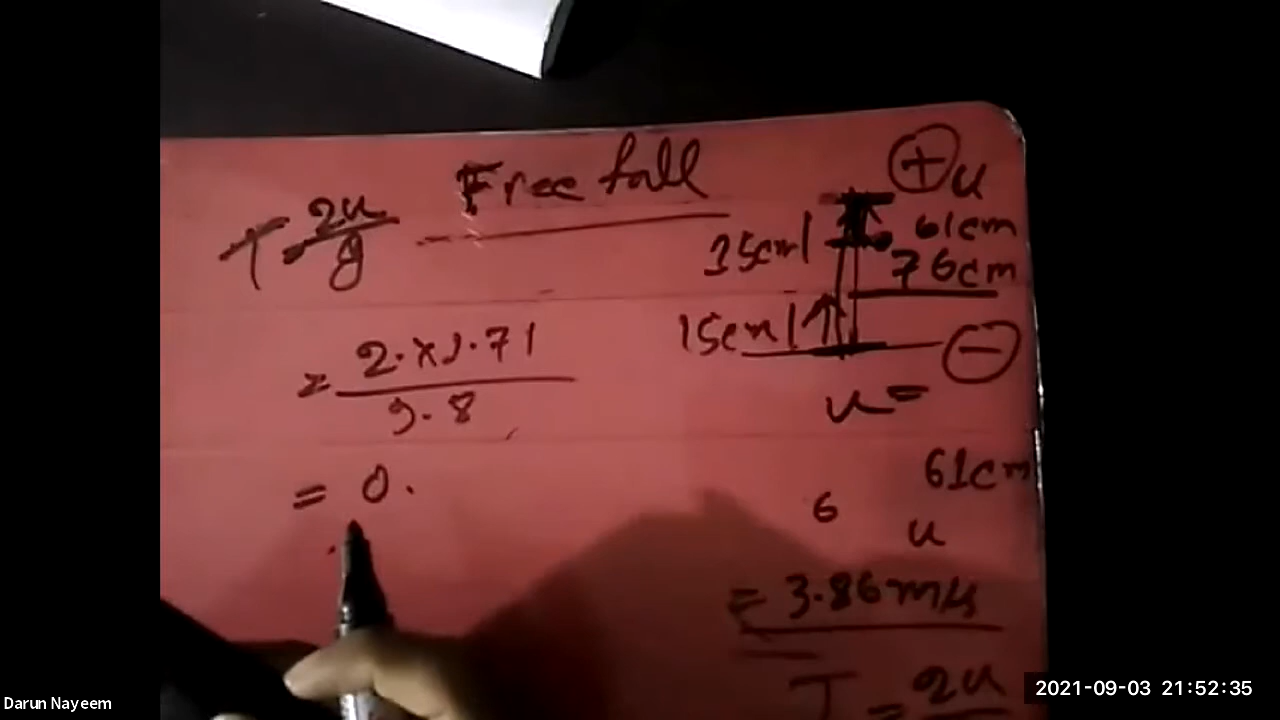 Free fall
T = 2u/g
= 2·×1.71/9.8
= 0.
+ u
15cm 61cm
76cm
15cm
−
u =
61cm
6 u
= 3.86 m/s
T = 2u
Darun Nayeem
2021-09-03 21:52:35